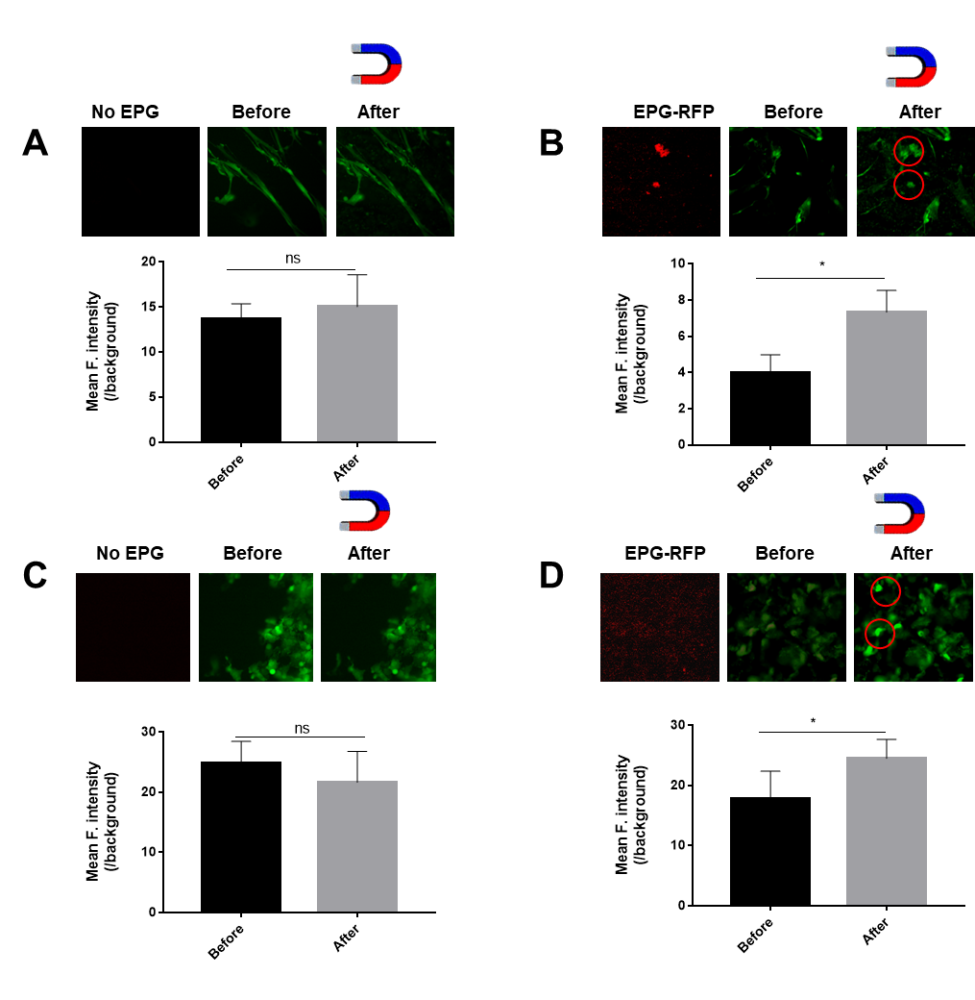 No EPG Before After
A
Mean F. intensity
(/background)
20
15
10
5
0
ns
Before After
EPG-RFP Before After
B
Mean F. intensity
(/background)
10
8
6
4
2
0
*
Before After
No EPG Before After
C
Mean F. intensity
(/background)
30
20
10
0
ns
Before After
EPG-RFP Before After
D
Mean F. intensity
(/background)
30
20
10
0
*
Before After